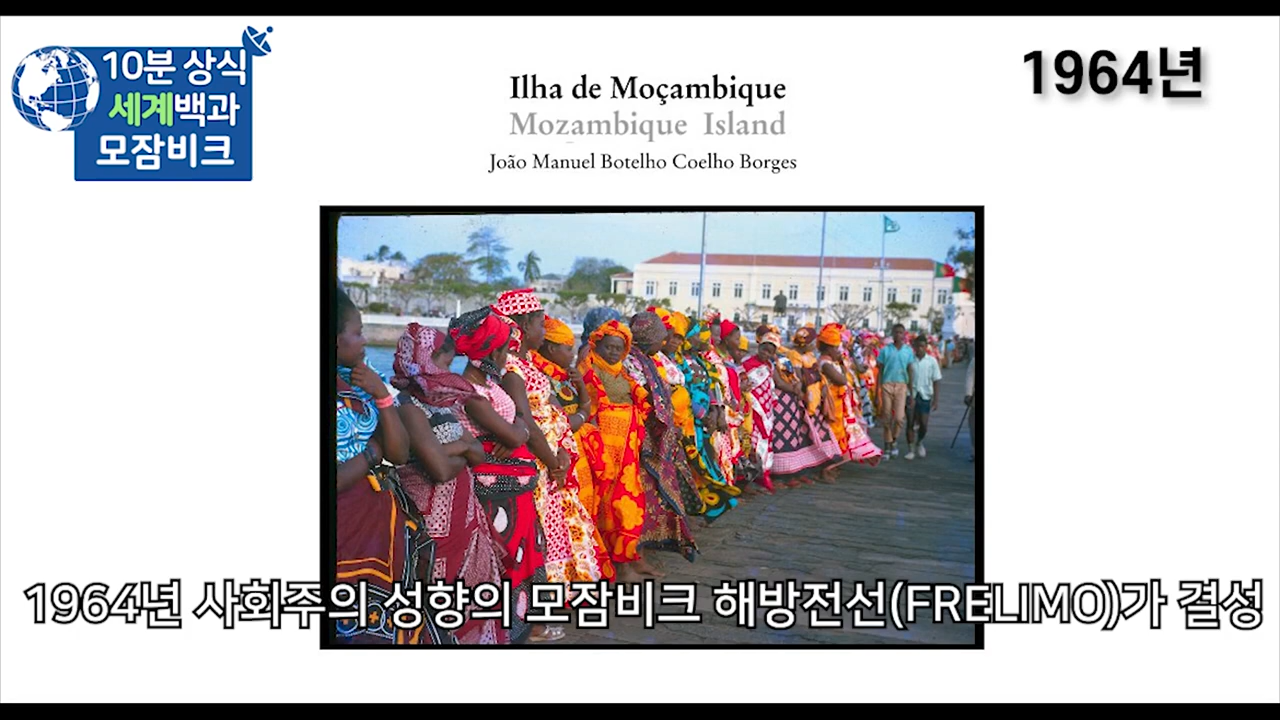 10분 상식
세계백과
모잠비크
1964년
Ilha de Moçambique
Mozambique Island
João Manuel Botelho Coelho Borges
1964년 사회주의 성향의 모잠비크 해방전선(FRELIMO)가 결성